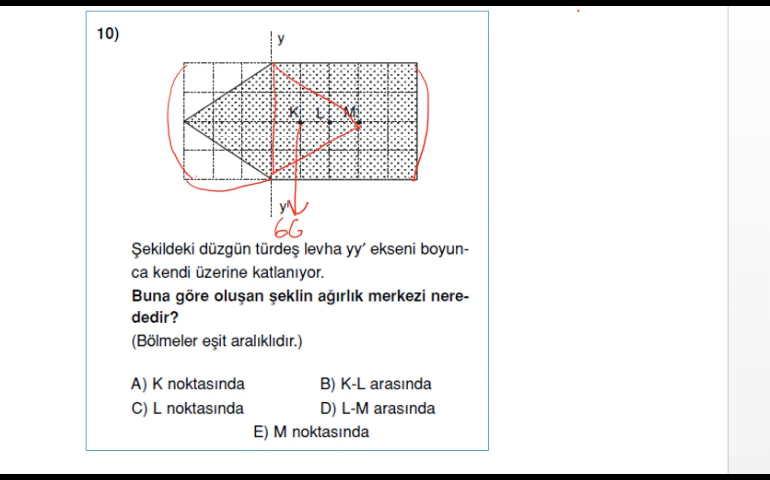 10)
y
K L M
y'
6G
Şekildeki düzgün türdeş levha yy' ekseni boyun-
ca kendi üzerine katlanıyor.
Buna göre oluşan şeklin ağırlık merkezi nere-
dedir?
(Bölmeler eşit aralıklıdır.)
A) K noktasında B) K-L arasında
C) L noktasında D) L-M arasında
E) M noktasında